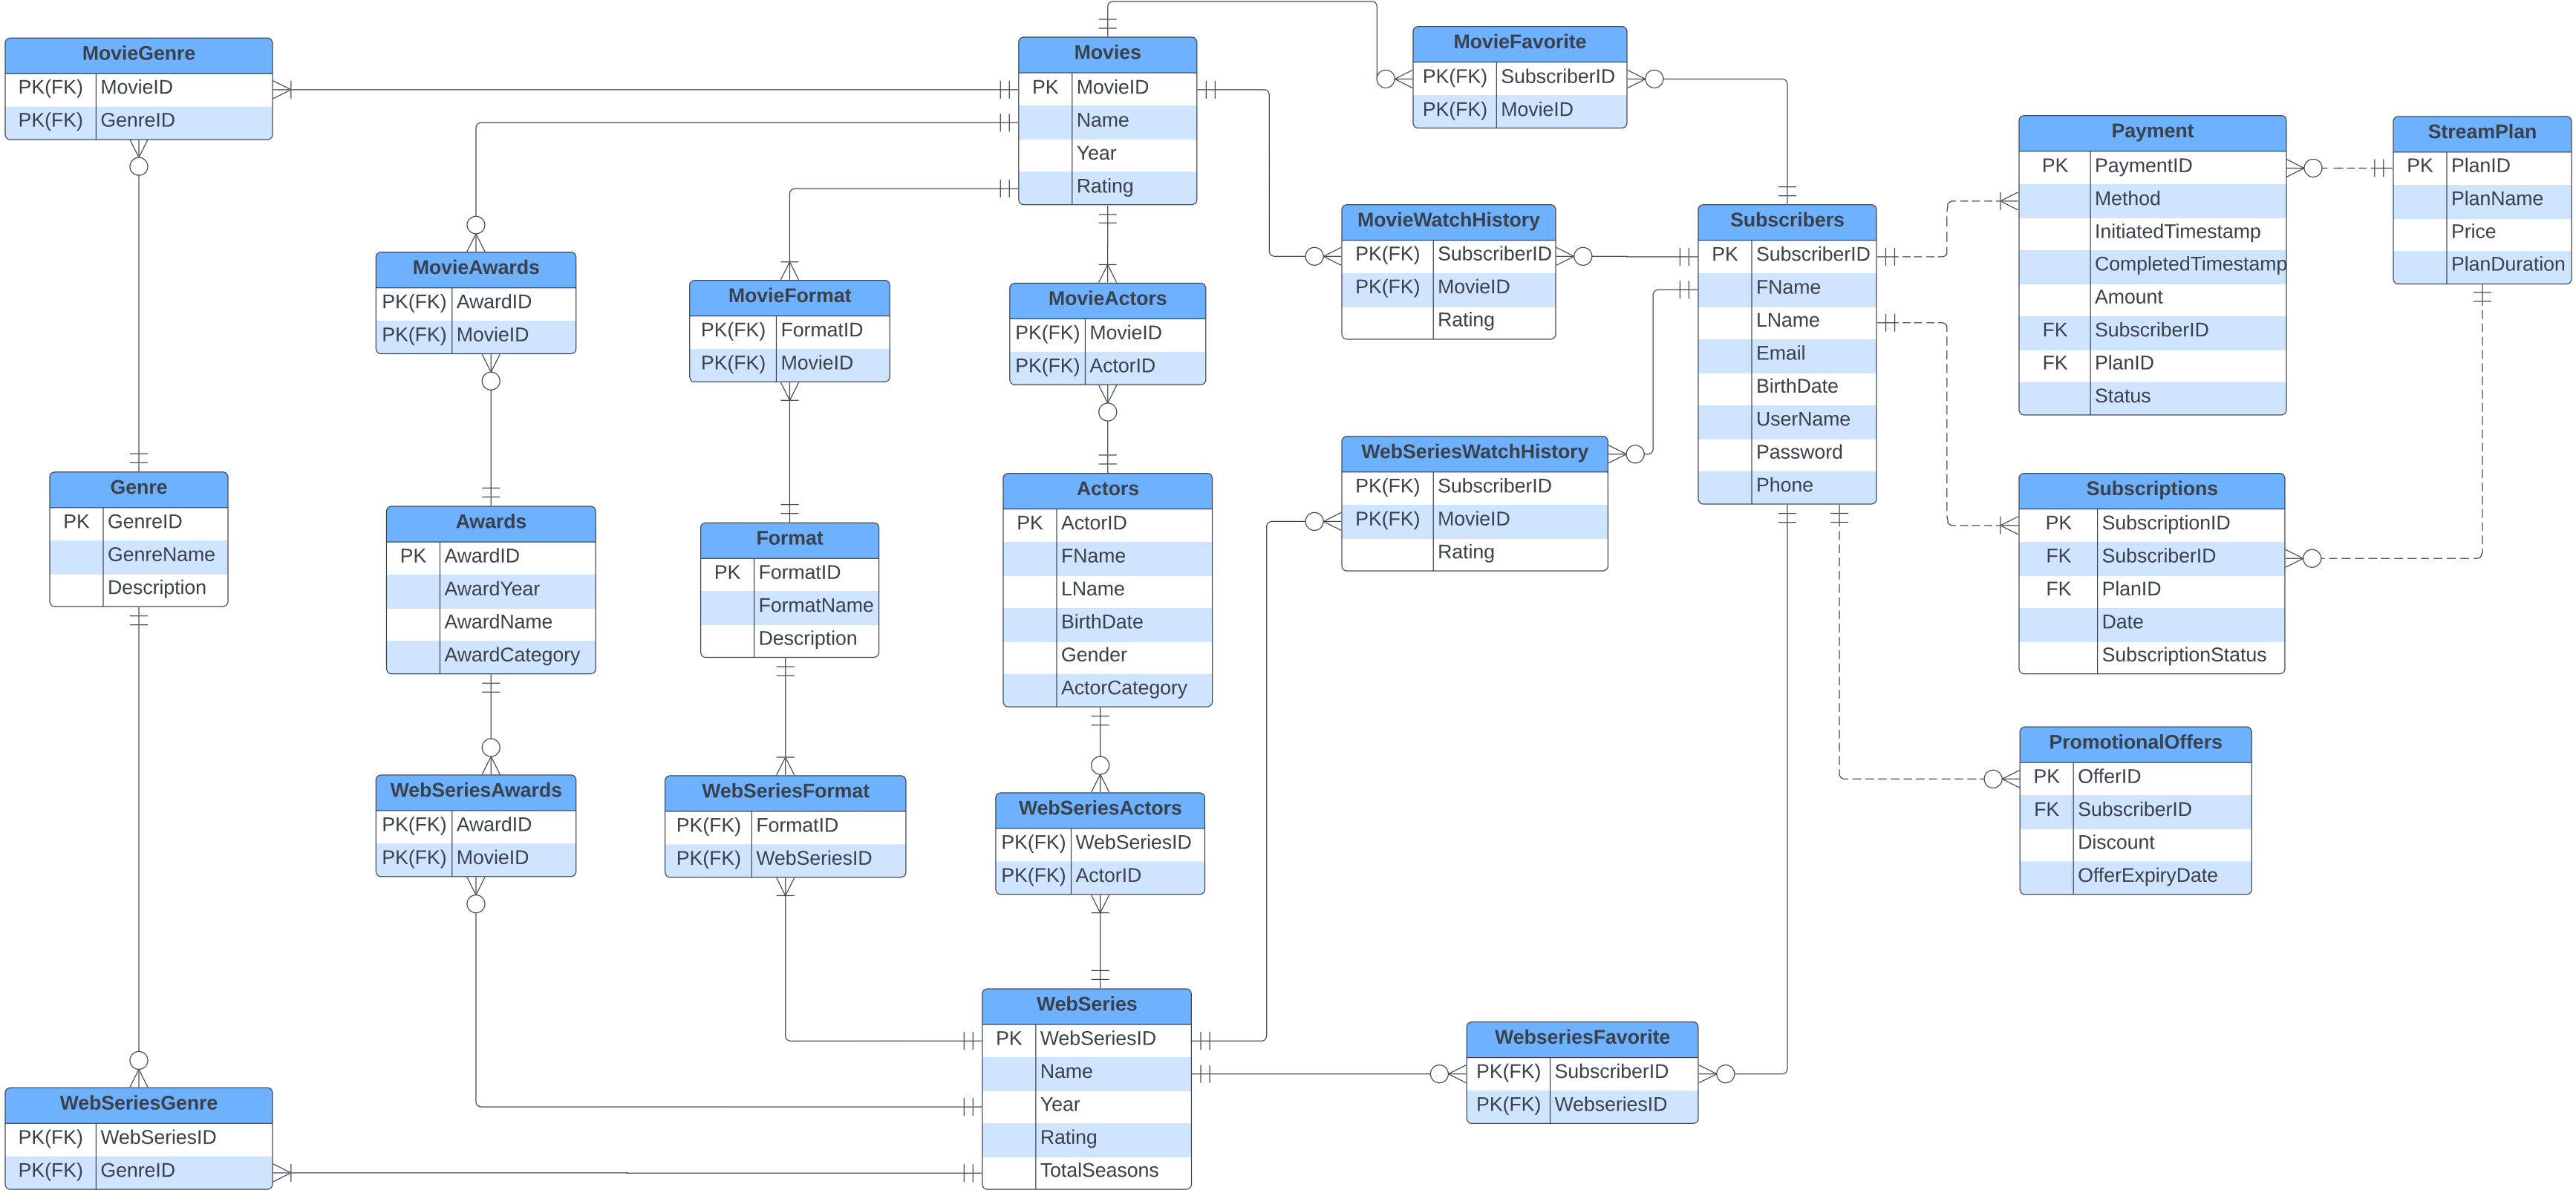 MovieGenre
PK(FK) MovieID
PK(FK) GenreID
Movies
PK MovieID
Name
Year
Rating
MovieFavorite
PK(FK) SubscriberID
PK(FK) MovieID
Payment
PK PaymentID
Method
InitiatedTimestamp
CompletedTimestamp
Amount
FK SubscriberID
FK PlanID
Status
StreamPlan
PK PlanID
PlanName
Price
PlanDuration
MovieAwards
PK(FK) AwardID
PK(FK) MovieID
MovieFormat
PK(FK) FormatID
PK(FK) MovieID
MovieActors
PK(FK) MovieID
PK(FK) ActorID
MovieWatchHistory
PK(FK) SubscriberID
PK(FK) MovieID
Rating
Subscribers
PK SubscriberID
FName
LName
Email
BirthDate
UserName
Password
Phone
Genre
PK GenreID
GenreName
Description
Awards
PK AwardID
AwardYear
AwardName
AwardCategory
Format
PK FormatID
FormatName
Description
Actors
PK ActorID
FName
LName
BirthDate
Gender
ActorCategory
WebSeriesWatchHistory
PK(FK) SubscriberID
PK(FK) MovieID
Rating
Subscriptions
PK SubscriptionID
FK SubscriberID
FK PlanID
Date
SubscriptionStatus
WebSeriesAwards
PK(FK) AwardID
PK(FK) MovieID
WebSeriesFormat
PK(FK) FormatID
PK(FK) WebSeriesID
WebSeriesActors
PK(FK) WebSeriesID
PK(FK) ActorID
PromotionalOffers
PK OfferID
FK SubscriberID
Discount
OfferExpiryDate
WebSeriesGenre
PK(FK) WebSeriesID
PK(FK) GenreID
WebSeries
PK WebSeriesID
Name
Year
Rating
TotalSeasons
WebseriesFavorite
PK(FK) SubscriberID
PK(FK) WebseriesID